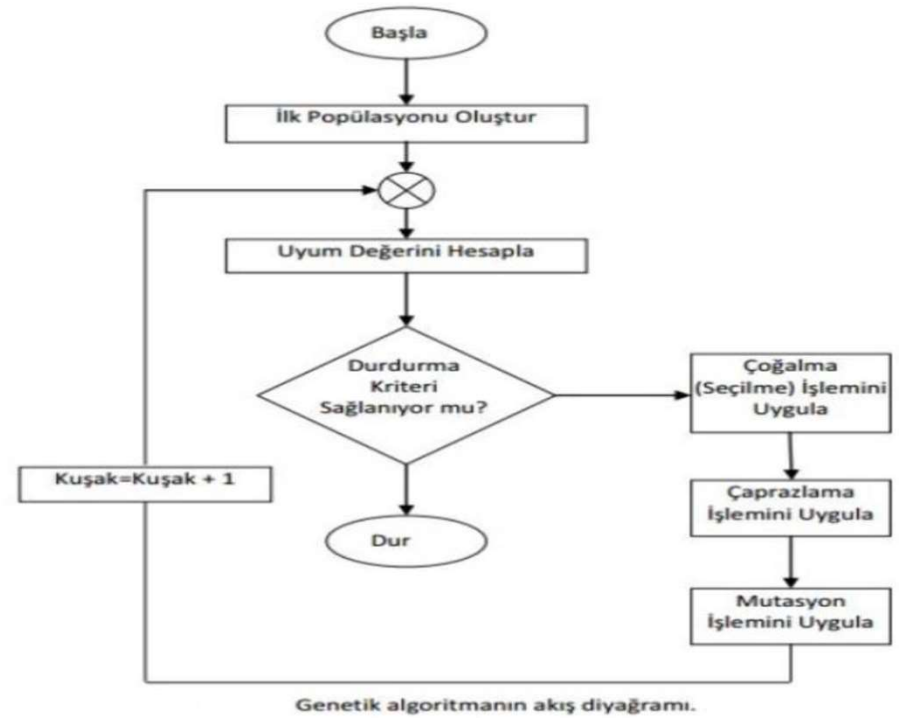 Başla
İlk Popülasyonu Oluştur
Uyum Değerini Hesapla
Durdurma
Kriteri
Sağlanıyor mu?
Çoğalma
(Seçilme) İşlemini
Uygula
Kuşak=Kuşak + 1
Çaprazlama
İşlemini Uygula
Dur
Mutasyon
İşlemini Uygula
Genetik algoritmanın akış diyağramı.